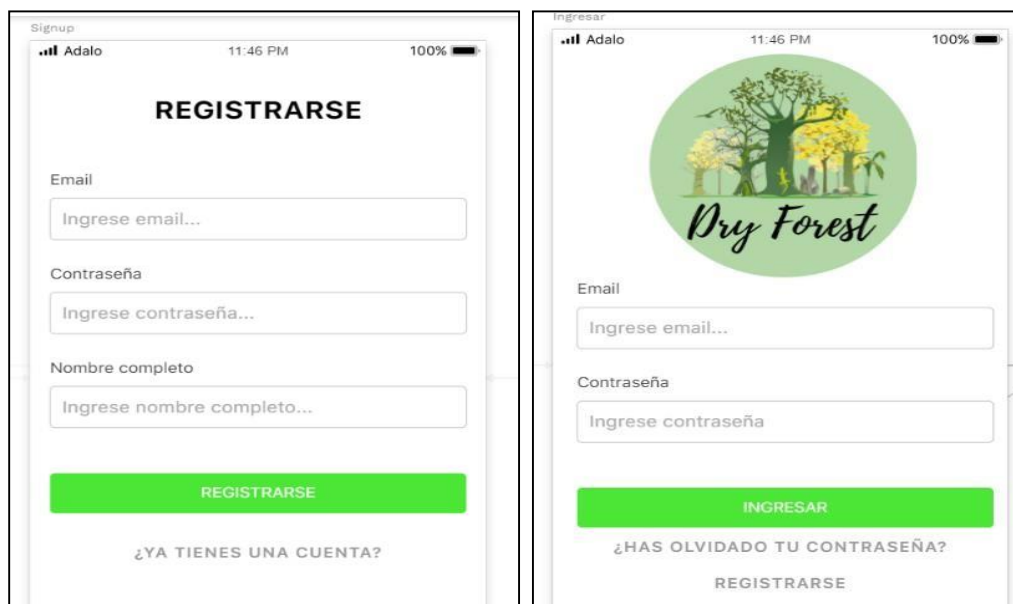 Signup
Adalo 11:46 PM 100%
REGISTRARSE
Email
Ingrese email...
Contraseña
Ingrese contraseña...
Nombre completo
Ingrese nombre completo...
REGISTRARSE
¿YA TIENES UNA CUENTA?
Ingresar
Adalo 11:46 PM 100%
Dry Forest
Email
Ingrese email...
Contraseña
Ingrese contraseña
INGRESAR
¿HAS OLVIDADO TU CONTRASEÑA?
REGISTRARSE